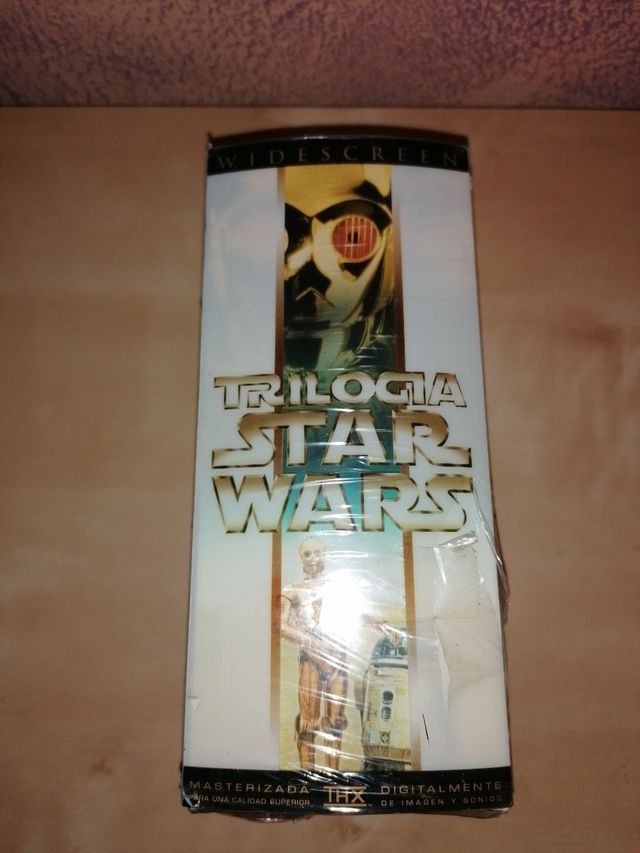 WIDESCREEN
TRILOGIA
STAR
WARS
MASTERIZADA THX DIGITALMENTE
PARA UNA CALIDAD SUPERIOR DE IMAGEN Y SONIDO